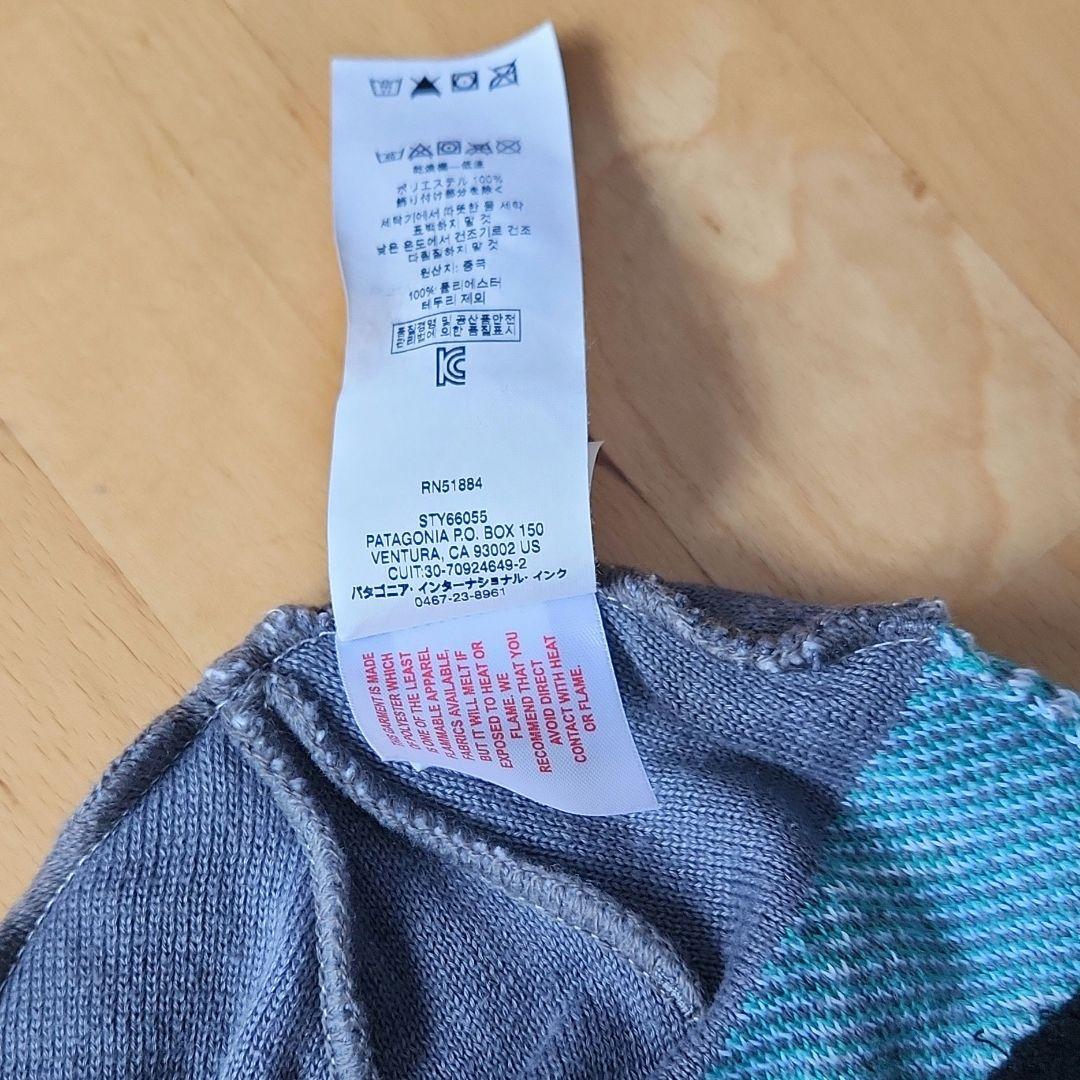 乾燥機―低温
ポリエステル 100%
飾り付け部分を除く
세탁기에서 따뜻한 물 세탁
표백하지 말 것
낮은 온도에서 건조기로 건조
다림질하지 말 것
원산지: 중국
100% 폴리에스터
테두리 제외
품질경영 및 공산품안전
관리법에 의한 품질표시
RN51884
STY66055
PATAGONIA P.O. BOX 150
VENTURA, CA 93002 US
CUIT:30-70924649-2
パタゴニア・インターナショナル・インク
0467-23-8961
THIS GARMENT IS MADE
OF POLYESTER WHICH
IS ONE OF THE LEAST
FLAMMABLE APPAREL
FABRICS AVAILABLE,
BUT IT WILL MELT IF
EXPOSED TO HEAT OR
FLAME. WE
RECOMMEND THAT YOU
AVOID DIRECT
CONTACT WITH HEAT
OR FLAME.